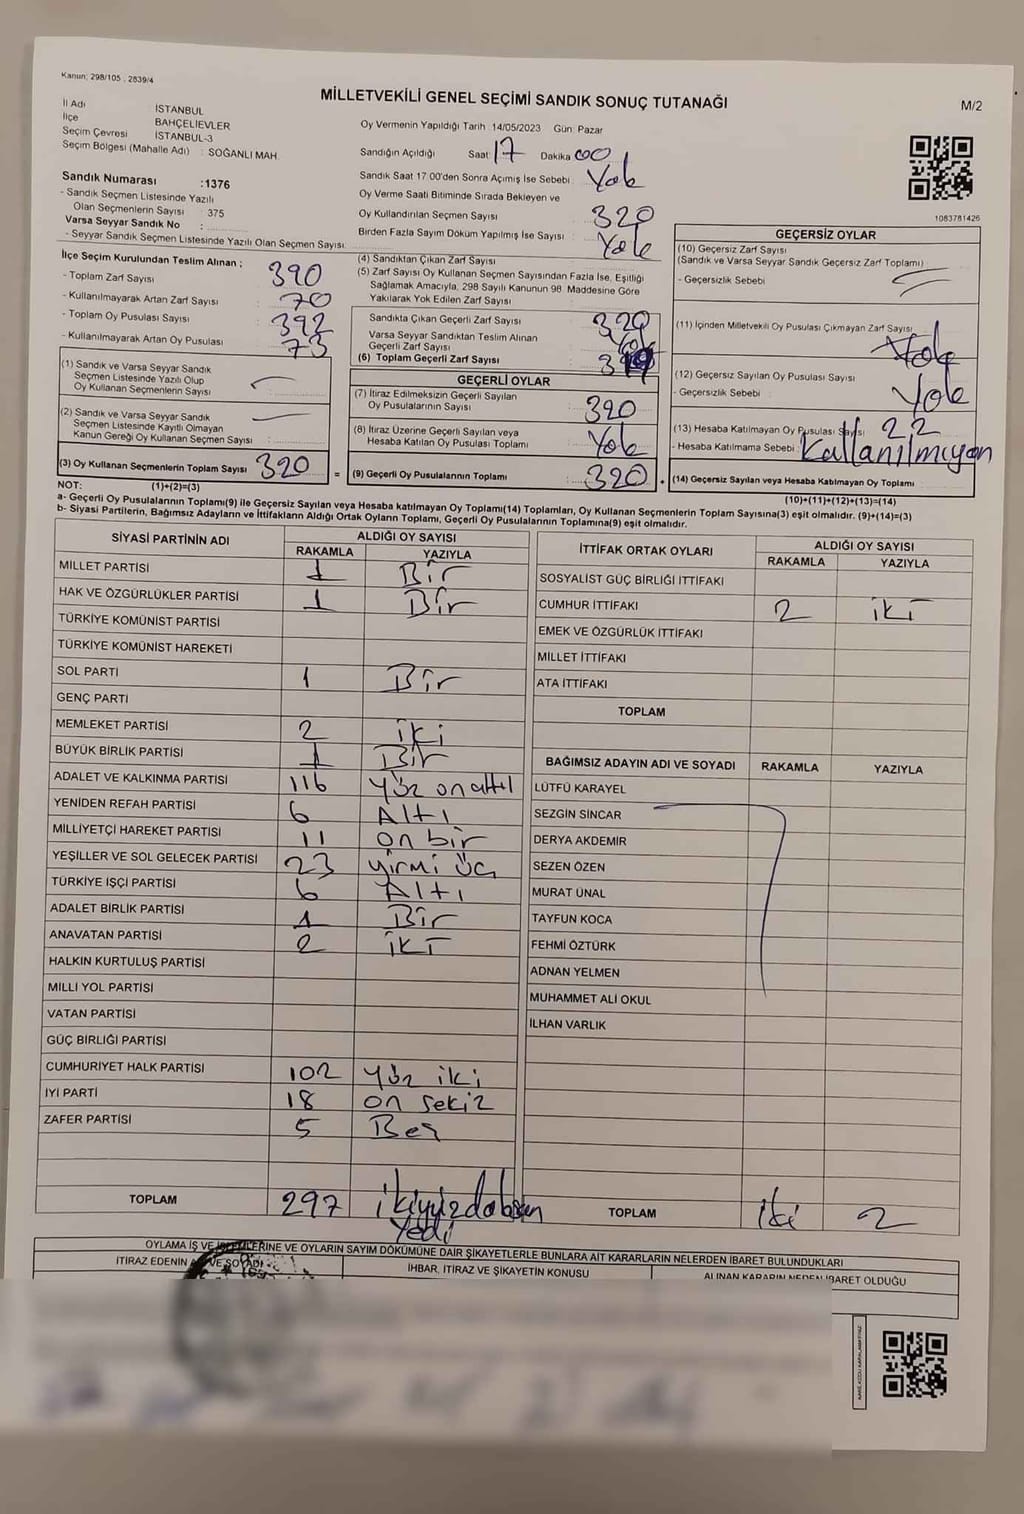 Kanun: 298/105 , 2839/4
MİLLETVEKİLİ GENEL SEÇİMİ SANDIK SONUÇ TUTANAĞI
M/2
İl Adı İSTANBUL
İlçe BAHÇELİEVLER
Seçim Çevresi İSTANBUL-3
Seçim Bölgesi (Mahalle Adı) : SOĞANLI MAH.
Sandık Numarası :1376
- Sandık Seçmen Listesinde Yazılı
Olan Seçmenlerin Sayısı : 375
Varsa Seyyar Sandık No :
- Seyyar Sandık Seçmen Listesinde Yazılı Olan Seçmen Sayısı
Oy Vermenin Yapıldığı Tarih 14/05/2023 Gün: Pazar
Sandığın Açıldığı Saat 17 Dakika 00
Sandık Saat 17.00'den Sonra Açımış İse Sebebi : Yok
Oy Verme Saati Bitiminde Sırada Bekleyen ve
Oy Kullandırılan Seçmen Sayısı 320
Birden Fazla Sayım Döküm Yapılmış İse Sayısı : Yok
1083781426
İlçe Seçim Kurulundan Teslim Alınan ;
- Toplam Zarf Sayısı : 390
- Kullanılmayarak Artan Zarf Sayısı : 70
- Toplam Oy Pusulası Sayısı : 392
- Kullanılmayarak Artan Oy Pusulası : 73
(1) Sandık ve Varsa Seyyar Sandık
Seçmen Listesinde Yazılı Olup
Oy Kullanan Seçmenlerin Sayısı :
(2) Sandık ve Varsa Seyyar Sandık
Seçmen Listesinde Kayıtlı Olmayan
Kanun Gereği Oy Kullanan Seçmen Sayısı :
(3) Oy Kullanan Seçmenlerin Toplam Sayısı 320
(1)+(2)=(3)
(4) Sandıktan Çıkan Zarf Sayısı
(5) Zarf Sayısı Oy Kullanan Seçmen Sayısından Fazla İse, Eşitliği
Sağlamak Amacıyla, 298 Sayılı Kanunun 98. Maddesine Göre
Yakılarak Yok Edilen Zarf Sayısı :
Sandıkta Çıkan Geçerli Zarf Sayısı 320
Varsa Seyyar Sandıktan Teslim Alınan
Geçerli Zarf Sayısı Yok
(6) Toplam Geçerli Zarf Sayısı
GEÇERLİ OYLAR
(7) İtiraz Edilmeksizin Geçerli Sayılan
Oy Pusulalarının Sayısı : 320
(8) İtiraz Üzerine Geçerli Sayılan veya
Hesaba Katılan Oy Pusulası Toplamı Yok
= (9) Geçerli Oy Pusulalarının Toplamı 320
GEÇERSİZ OYLAR
(10) Geçersiz Zarf Sayısı
(Sandık ve Varsa Seyyar Sandık Geçersiz Zarf Toplamı) :
- Geçersizlik Sebebi :
(11) İçinden Milletvekili Oy Pusulası Çıkmayan Zarf Sayısı : Yok
(12) Geçersiz Sayılan Oy Pusulası Sayısı :
- Geçersizlik Sebebi : Yok
(13) Hesaba Katılmayan Oy Pusulası Sayısı : 22
- Hesaba Katılmama Sebebi : Kullanılmıyan
(14) Geçersiz Sayılan veya Hesaba Katılmayan Oy Toplamı :
(10)+(11)+(12)+(13)=(14)
NOT:
a- Geçerli Oy Pusulalarının Toplamı(9) ile Geçersiz Sayılan veya Hesaba katılmayan Oy Toplamı(14) Toplamları, Oy Kullanan Seçmenlerin Toplam Sayısına(3) eşit olmalıdır. (9)+(14)=(3)
b- Siyasi Partilerin, Bağımsız Adayların ve İttifakların Aldığı Ortak Oyların Toplamı, Geçerli Oy Pusulalarının Toplamına(9) eşit olmalıdır.
SİYASİ PARTİNİN ADI ALDIĞI OY SAYISI
RAKAMLA YAZIYLA
MİLLET PARTİSİ 1 Bir
HAK VE ÖZGÜRLÜKLER PARTİSİ 1 Bir
TÜRKİYE KOMÜNİST PARTİSİ
TÜRKİYE KOMÜNİST HAREKETİ
SOL PARTİ 1 Bir
GENÇ PARTİ
MEMLEKET PARTİSİ 2 iki
BÜYÜK BİRLİK PARTİSİ 1 Bir
ADALET VE KALKINMA PARTİSİ 116 yüz on altı
YENİDEN REFAH PARTİSİ 6 Altı
MİLLİYETÇİ HAREKET PARTİSİ 11 on bir
YEŞİLLER VE SOL GELECEK PARTİSİ 23 yirmi üç
TÜRKİYE İŞÇİ PARTİSİ 6 Altı
ADALET BİRLİK PARTİSİ 1 Bir
ANAVATAN PARTİSİ 2 iki
HALKIN KURTULUŞ PARTİSİ
MİLLİ YOL PARTİSİ
VATAN PARTİSİ
GÜÇ BİRLİĞİ PARTİSİ
CUMHURİYET HALK PARTİSİ 102 Yüz iki
İYİ PARTİ 18 on sekiz
ZAFER PARTİSİ 5 Beş
TOPLAM 297 ikiyüzdoksan
Yedi
İTTİFAK ORTAK OYLARI ALDIĞI OY SAYISI
RAKAMLA YAZIYLA
SOSYALİST GÜÇ BİRLİĞİ İTTİFAKI
CUMHUR İTTİFAKI 2 iki
EMEK VE ÖZGÜRLÜK İTTİFAKI
MİLLET İTTİFAKI
ATA İTTİFAKI
TOPLAM
BAĞIMSIZ ADAYIN ADI VE SOYADI RAKAMLA YAZIYLA
LÜTFÜ KARAYEL
SEZGİN SİNCAR
DERYA AKDEMİR
SEZEN ÖZEN
MURAT ÜNAL
TAYFUN KOCA
FEHMİ ÖZTÜRK
ADNAN YELMEN
MUHAMMET ALİ OKUL
İLHAN VARLIK
TOPLAM iki 2
OYLAMA İŞ VE İŞLEMLERİNE VE OYLARIN SAYIM DÖKÜMÜNE DAİR ŞİKAYETLERLE BUNLARA AİT KARARLARIN NELERDEN İBARET BULUNDUKLARI
İTİRAZ EDENİN ADI VE SOYADI İHBAR, İTİRAZ VE ŞİKAYETİN KONUSU ALINAN KARARIN NEDEN İBARET OLDUĞU